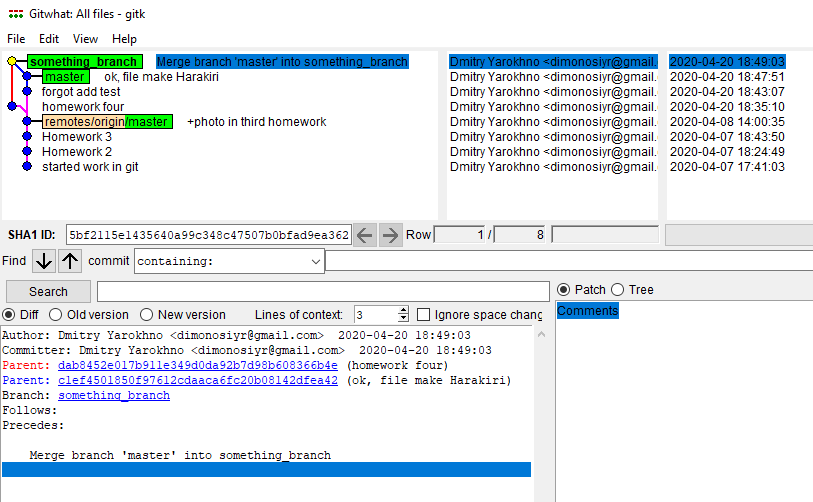 Gitwhat: All files - gitk
File Edit View Help
something_branch Merge branch 'master' into something_branch Dmitry Yarokhno <dimonosiyr@gmail. 2020-04-20 18:49:03
master ok, file make Harakiri Dmitry Yarokhno <dimonosiyr@gmail. 2020-04-20 18:47:51
forgot add test Dmitry Yarokhno <dimonosiyr@gmail. 2020-04-20 18:43:07
homework four Dmitry Yarokhno <dimonosiyr@gmail. 2020-04-20 18:35:10
remotes/origin/master +photo in third homework Dmitry Yarokhno <dimonosiyr@gmail. 2020-04-08 14:00:35
Homework 3 Dmitry Yarokhno <dimonosiyr@gmail. 2020-04-07 18:43:50
Homework 2 Dmitry Yarokhno <dimonosiyr@gmail. 2020-04-07 18:24:49
started work in git Dmitry Yarokhno <dimonosiyr@gmail. 2020-04-07 17:41:03
SHA1 ID: 5bf2115e1435640a99c348c47507b0bfad9ea362 Row 1 / 8
Find commit containing:
Search
Patch Tree
Diff Old version New version Lines of context: 3 Ignore space chang
Comments
Author: Dmitry Yarokhno <dimonosiyr@gmail.com> 2020-04-20 18:49:03
Committer: Dmitry Yarokhno <dimonosiyr@gmail.com> 2020-04-20 18:49:03
Parent: dab8452e017b911e349d0da92b7d98b608366b4e (homework four)
Parent: c1ef4501850f97612cdaaca6fc20b08142dfea42 (ok, file make Harakiri)
Branch: something_branch
Follows:
Precedes:
Merge branch 'master' into something_branch